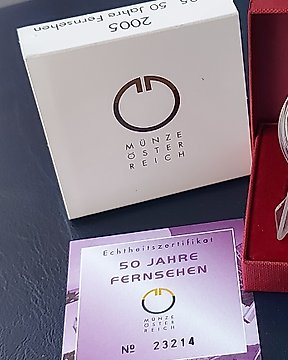 2005
50 Jahre Fernsehen
MÜNZE
ÖSTER
REICH
Echtheitszertifikat
50 JAHRE
FERNSEHEN
MÜNZE
ÖSTER
REICH
Nº 23214